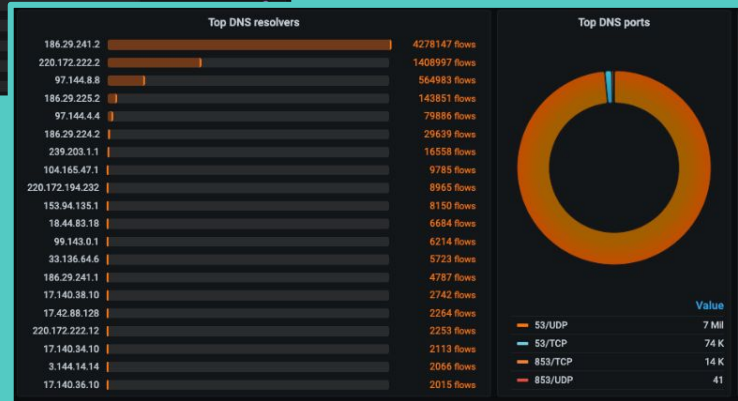 Top DNS resolvers
186.29.241.2 4278147 flows
220.172.222.2 1408997 flows
97.144.8.8 564983 flows
186.29.225.2 143851 flows
97.144.4.4 79886 flows
186.29.224.2 29639 flows
239.203.1.1 16558 flows
104.165.47.1 9785 flows
220.172.194.232 8965 flows
153.94.135.1 8150 flows
18.44.83.18 6684 flows
99.143.0.1 6214 flows
33.136.64.6 5723 flows
186.29.241.1 4787 flows
17.140.38.10 2742 flows
17.42.88.128 2264 flows
220.172.222.12 2253 flows
17.140.34.10 2113 flows
3.144.14.14 2066 flows
17.140.36.10 2015 flows
Top DNS ports
Value
53/UDP 7 Mil
53/TCP 74 K
853/TCP 14 K
853/UDP 41